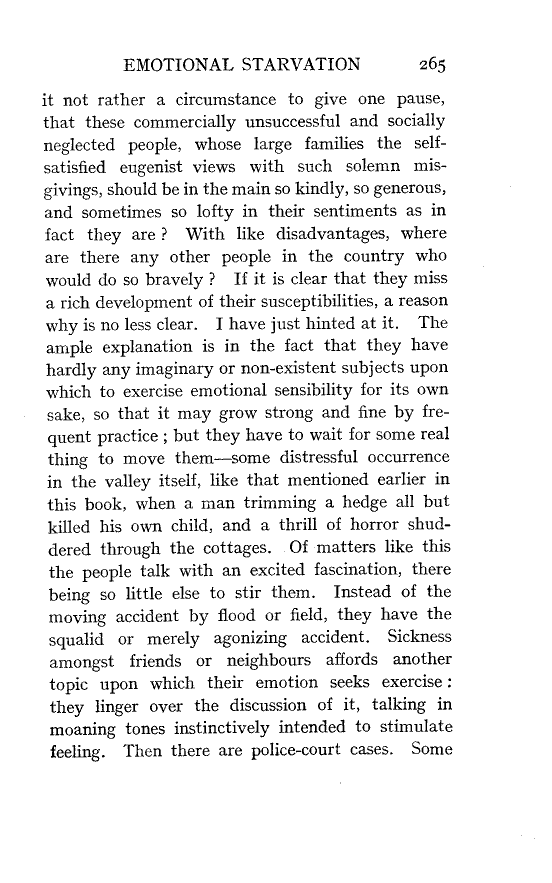 EMOTIONAL STARVATION 265
it not rather a circumstance to give one pause,
that these commercially unsuccessful and socially
neglected people, whose large families the self-
satisfied eugenist views with such solemn mis-
givings, should be in the main so kindly, so generous,
and sometimes so lofty in their sentiments as in
fact they are ? With like disadvantages, where
are there any other people in the country who
would do so bravely ? If it is clear that they miss
a rich development of their susceptibilities, a reason
why is no less clear. I have just hinted at it. The
ample explanation is in the fact that they have
hardly any imaginary or non-existent subjects upon
which to exercise emotional sensibility for its own
sake, so that it may grow strong and fine by fre-
quent practice ; but they have to wait for some real
thing to move them—some distressful occurrence
in the valley itself, like that mentioned earlier in
this book, when a man trimming a hedge all but
killed his own child, and a thrill of horror shud-
dered through the cottages. Of matters like this
the people talk with an excited fascination, there
being so little else to stir them. Instead of the
moving accident by flood or field, they have the
squalid or merely agonizing accident. Sickness
amongst friends or neighbours affords another
topic upon which their emotion seeks exercise :
they linger over the discussion of it, talking in
moaning tones instinctively intended to stimulate
feeling. Then there are police-court cases. Some